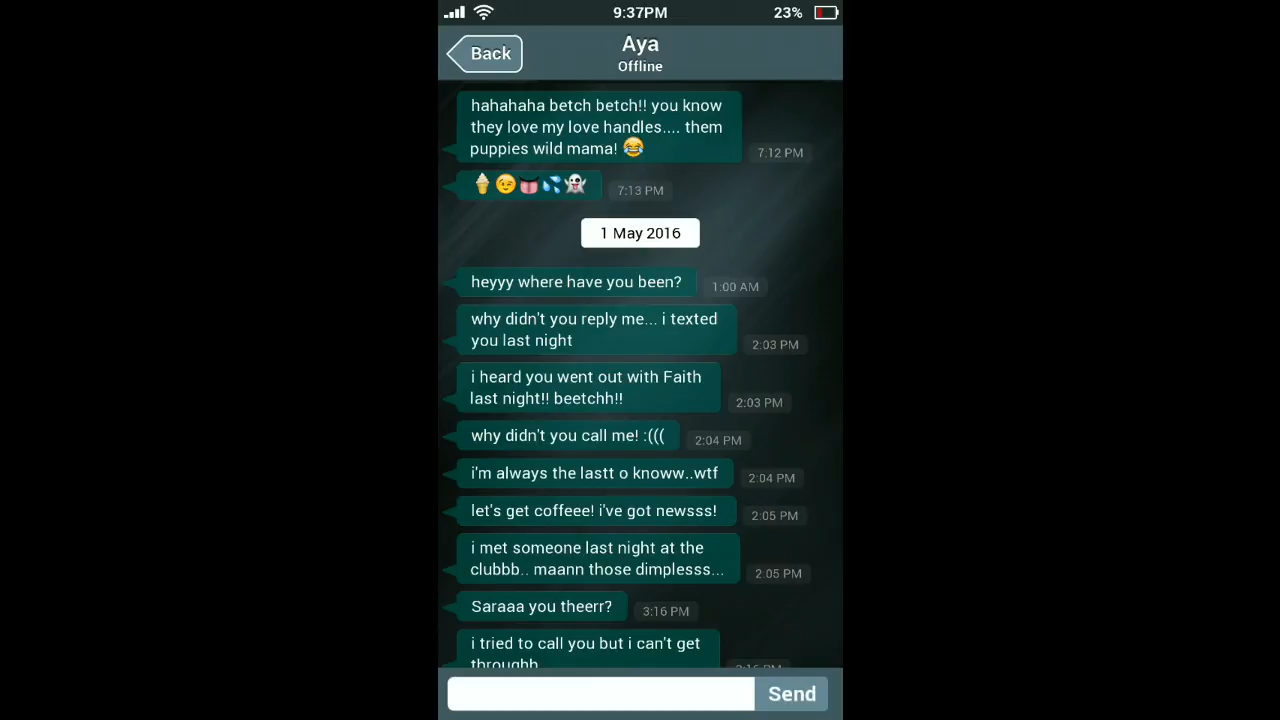 9:37PM 23%
Back
Aya
Offline
hahahaha betch betch!! you know
they love my love handles.... them
puppies wild mama! 😂
7.12 PM
🍦😉👅💦👻
7:13 PM
1 May 2016
heyyy where have you been?
1:00 AM
why didn't you reply me... i texted
you last night
2:03 PM
i heard you went out with Faith
last night!! beetchh!!
2:03 PM
why didn't you call me! :(((
2:04 PM
i'm always the lastt o knoww..wtf
2:04 PM
let's get coffeee! i've got newsss!
2:05 PM
i met someone last night at the
clubbb.. maann those dimplesss...
2:05 PM
Saraaa you theerr?
3:16 PM
i tried to call you but i can't get
throughh
3:16 PM
Send